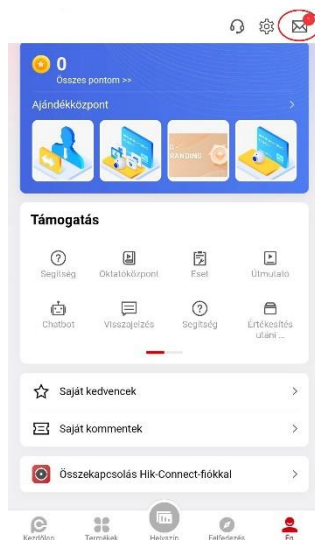 0
Összes pontom >>
Ajándékközpont
BRANDING
Támogatás
Segítség
Oktatóközpont
Eset
Útmutató
Chatbot
Visszajelzés
Segítség
Értékesítés
utáni ...
Saját kedvencek
Saját kommentek
Összekapcsolás Hik-Connect-fiókkal
Kezdőlap
Termékek
Helyszín
Felfedezés
Én